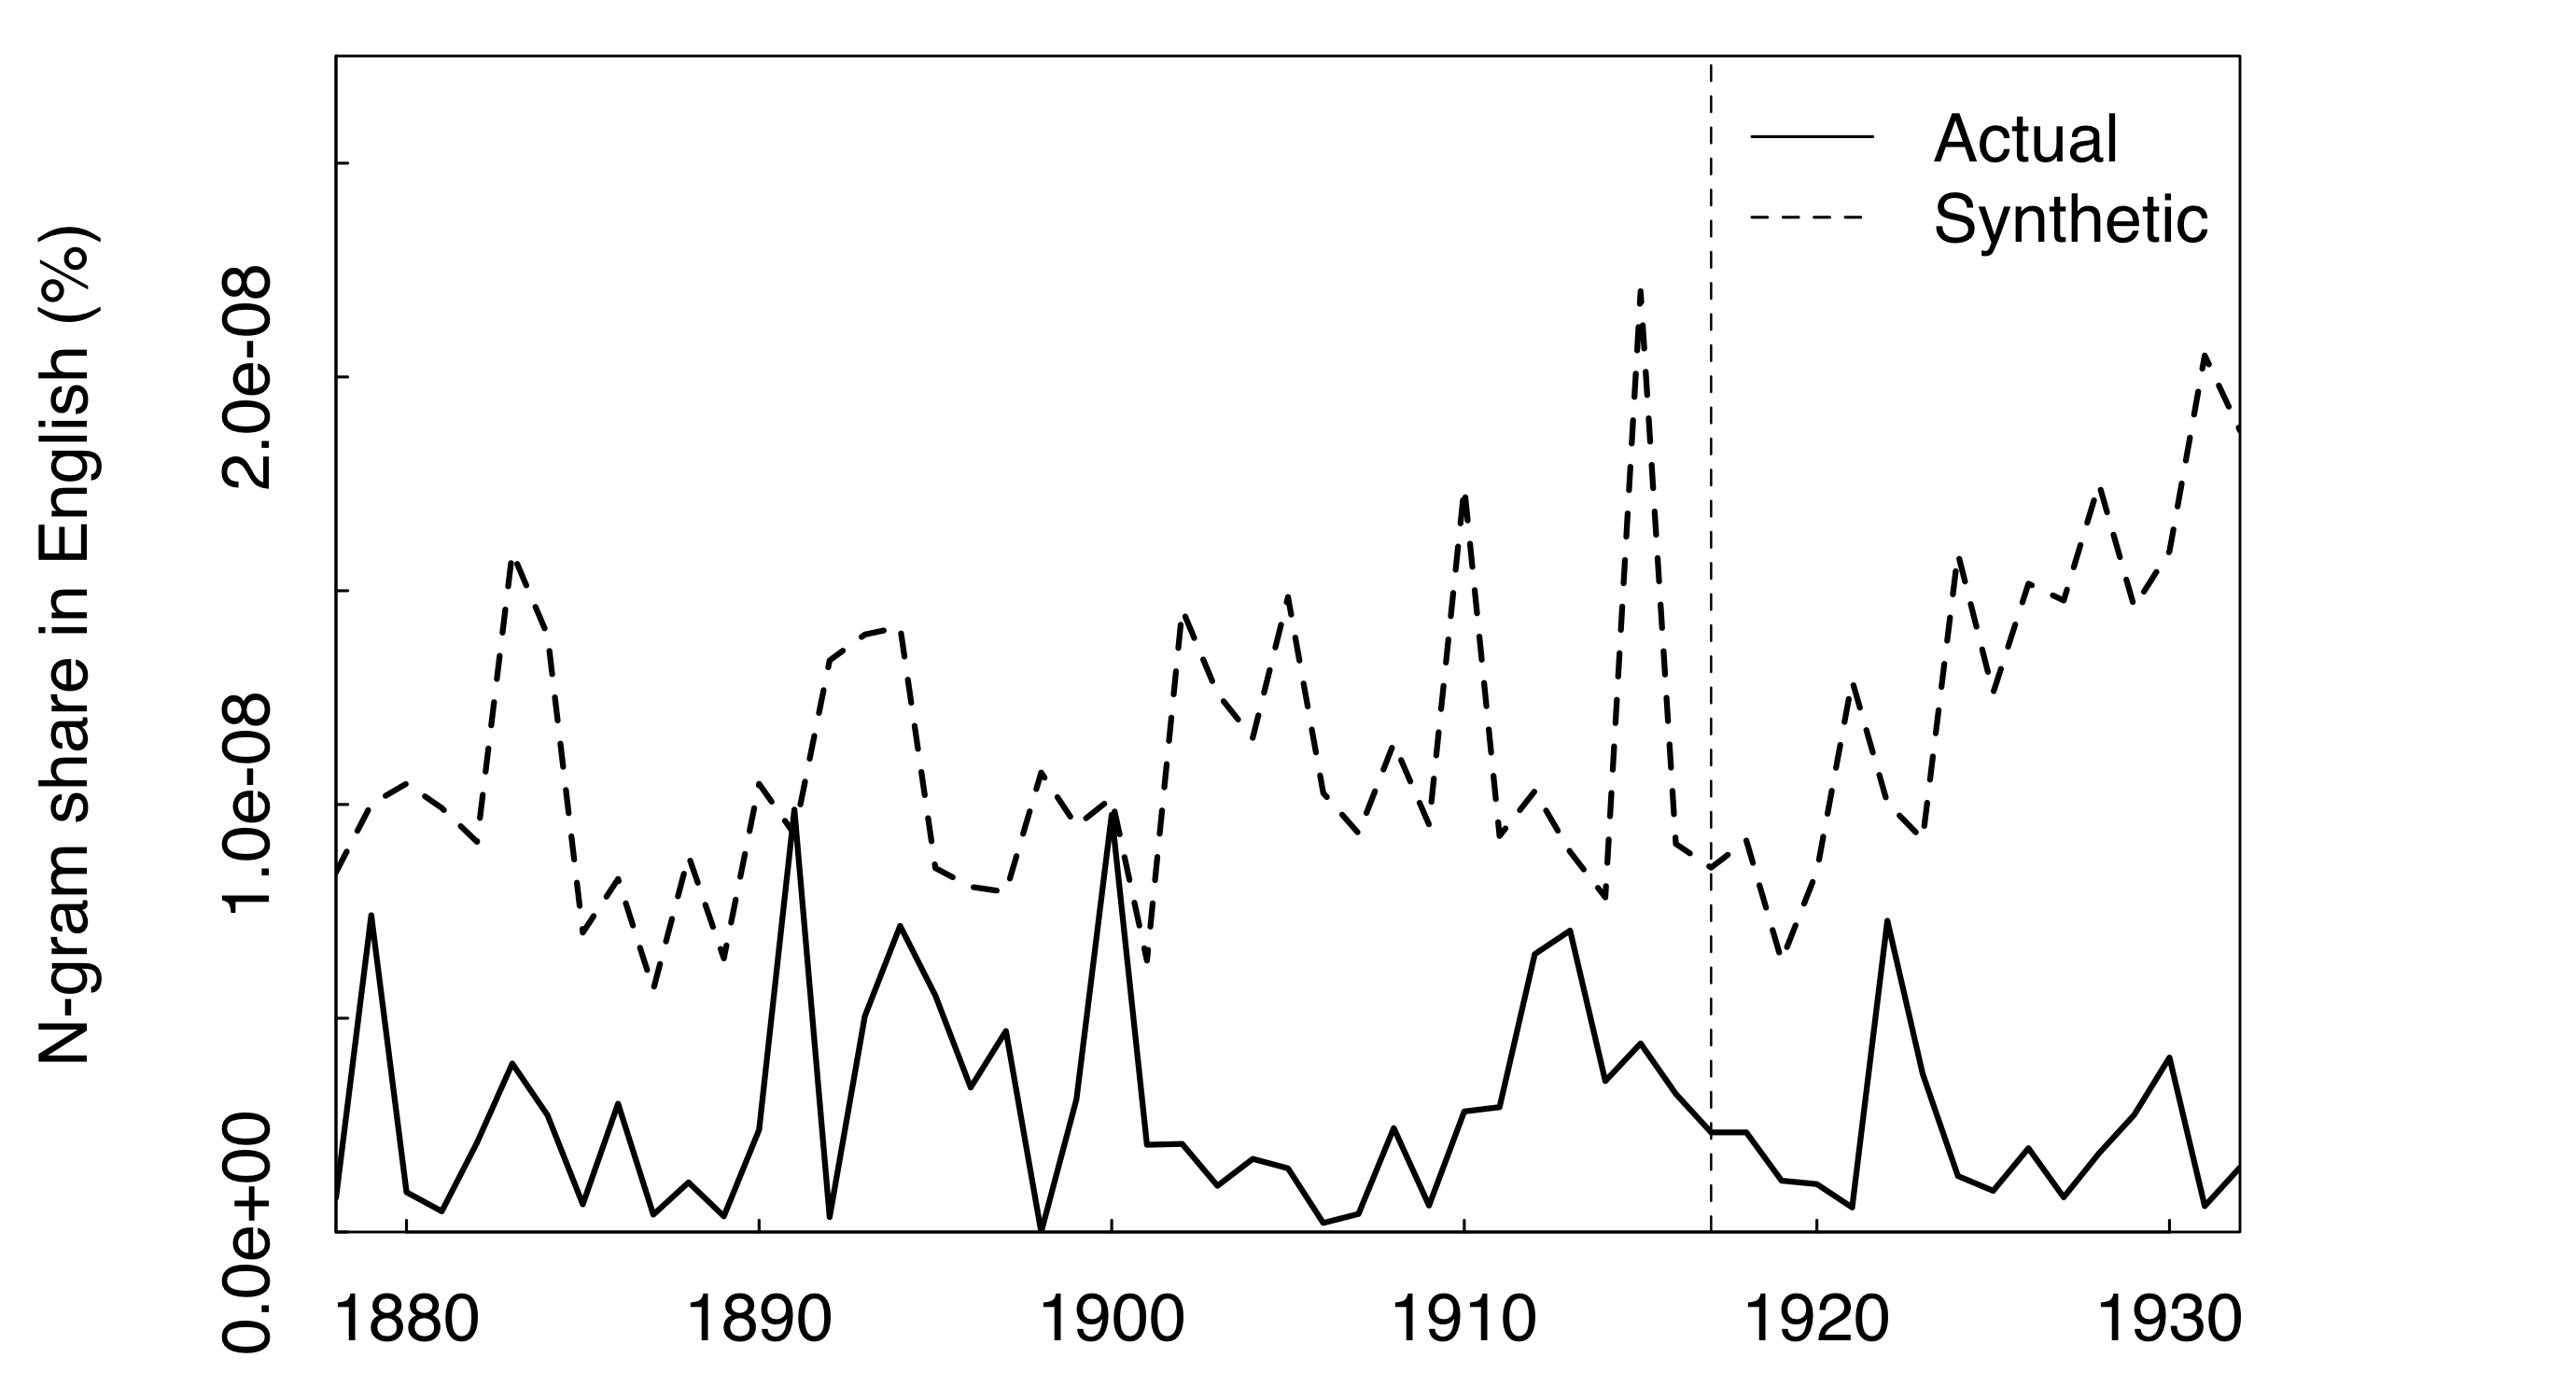 Actual
Synthetic
N-gram share in English (%)
2.0e-08
1.0e-08
0.0e+00
1880 1890 1900 1910 1920 1930